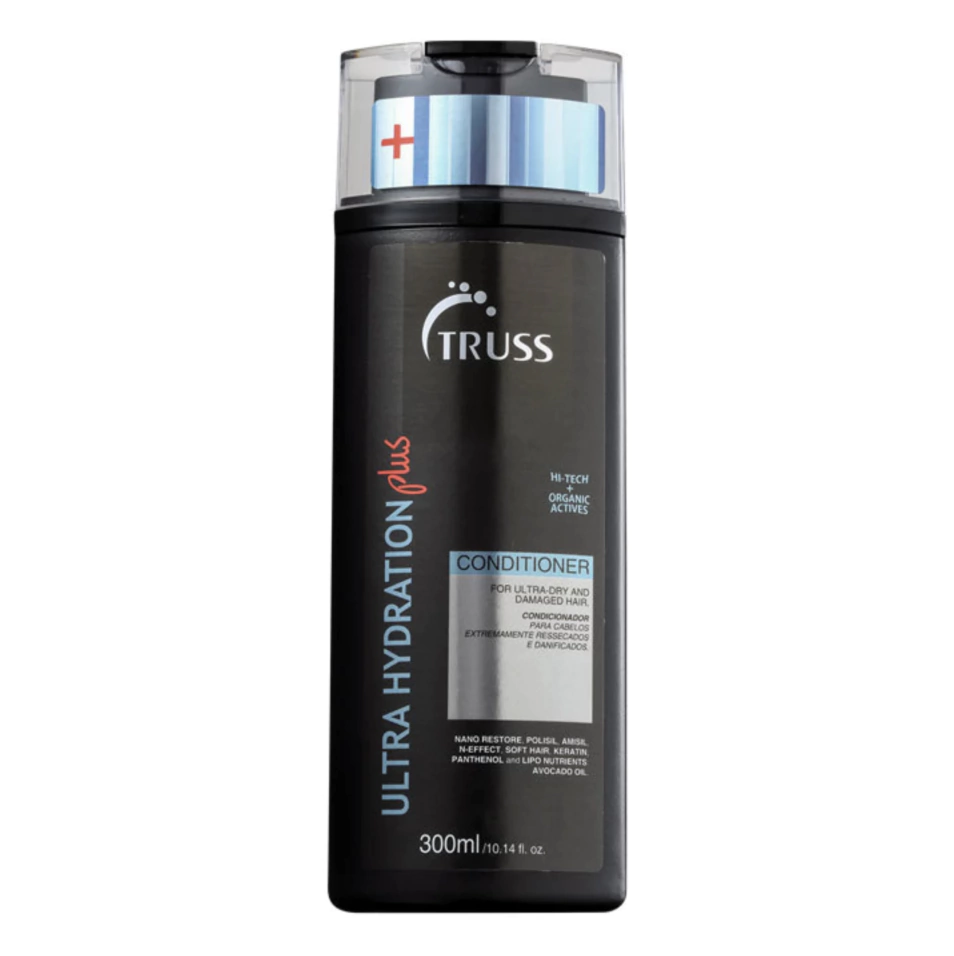 +
TRUSS
ULTRA HYDRATION plus
HI-TECH
+
ORGANIC
ACTIVES
CONDITIONER
FOR ULTRA-DRY AND
DAMAGED HAIR.
CONDICIONADOR
PARA CABELOS
EXTREMAMENTE RESSECADOS
E DANIFICADOS.
NANO RESTORE, POLISIL, AMISIL,
N-EFFECT, SOFT HAIR, KERATIN,
PANTHENOL and LIPO NUTRIENTS
AVOCADO OIL.
300ml/10.14 fl. oz.